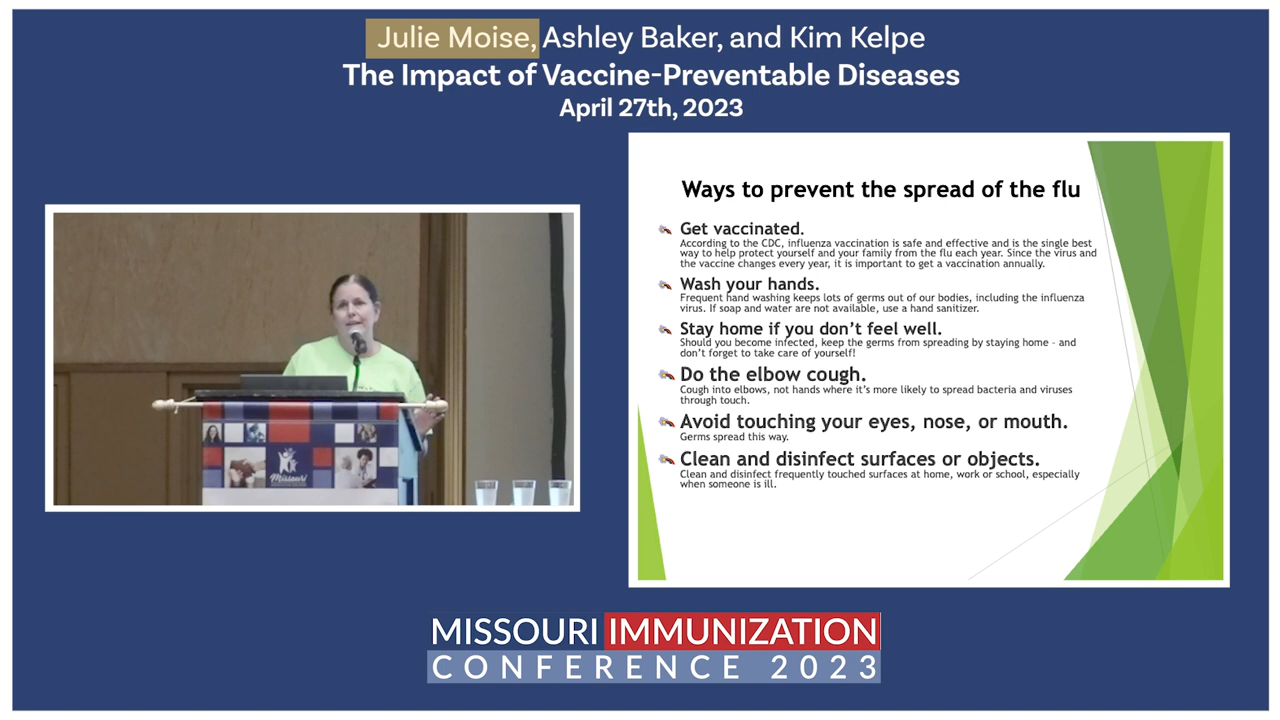 Julie Moise, Ashley Baker, and Kim Kelpe
The Impact of Vaccine-Preventable Diseases
April 27th, 2023
Ways to prevent the spread of the flu
Get vaccinated.
According to the CDC, influenza vaccination is safe and effective and is the single best
way to help protect yourself and your family from the flu each year. Since the virus and
the vaccine changes every year, it is important to get a vaccination annually.
Wash your hands.
Frequent hand washing keeps lots of germs out of our bodies, including the influenza
virus. If soap and water are not available, use a hand sanitizer.
Stay home if you don't feel well.
Should you become infected, keep the germs from spreading by staying home - and
don't forget to take care of yourself!
Do the elbow cough.
Cough into elbows, not hands where it's more likely to spread bacteria and viruses
through touch.
Avoid touching your eyes, nose, or mouth.
Germs spread this way.
Clean and disinfect surfaces or objects.
Clean and disinfect frequently touched surfaces at home, work or school, especially
when someone is ill.
Missouri
MISSOURI IMMUNIZATION
CONFERENCE 2023